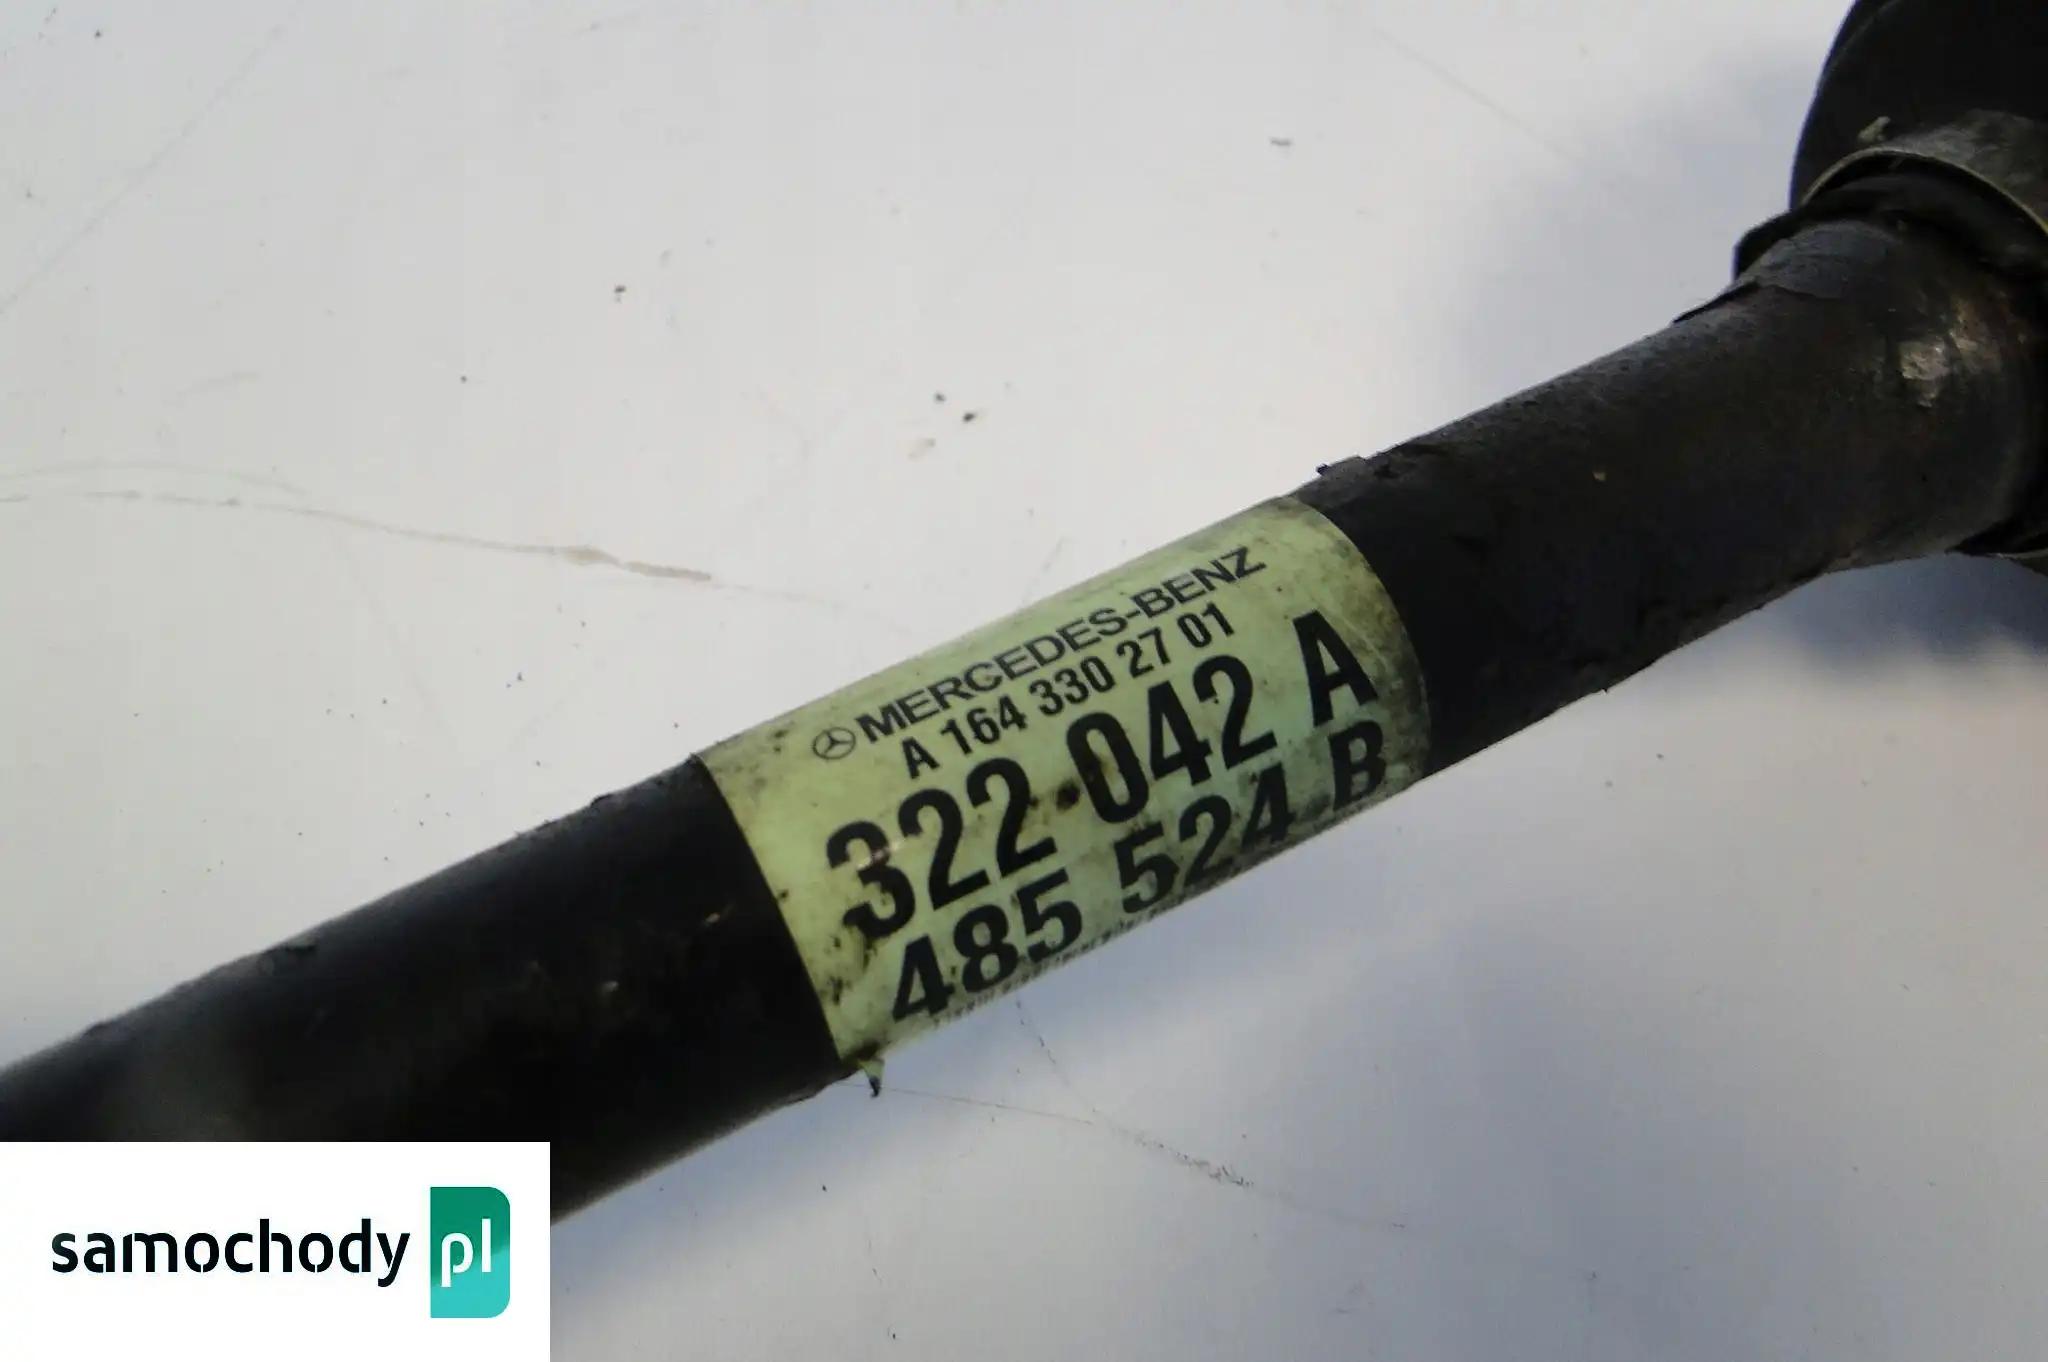 MERCEDES-BENZ
A 164 330 27 01
322 042 A
485 524 B
samochody pl